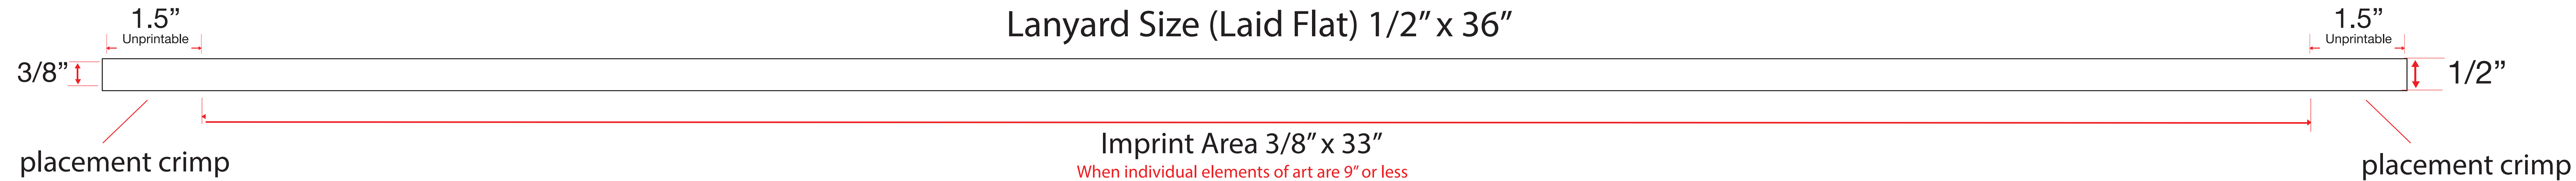 Lanyard Size (Laid Flat) 1/2” x 36”
1.5”
Unprintable
1.5”
Unprintable
3/8”
1/2”
Imprint Area 3/8” x 33”
When individual elements of art are 9” or less
placement crimp
placement crimp